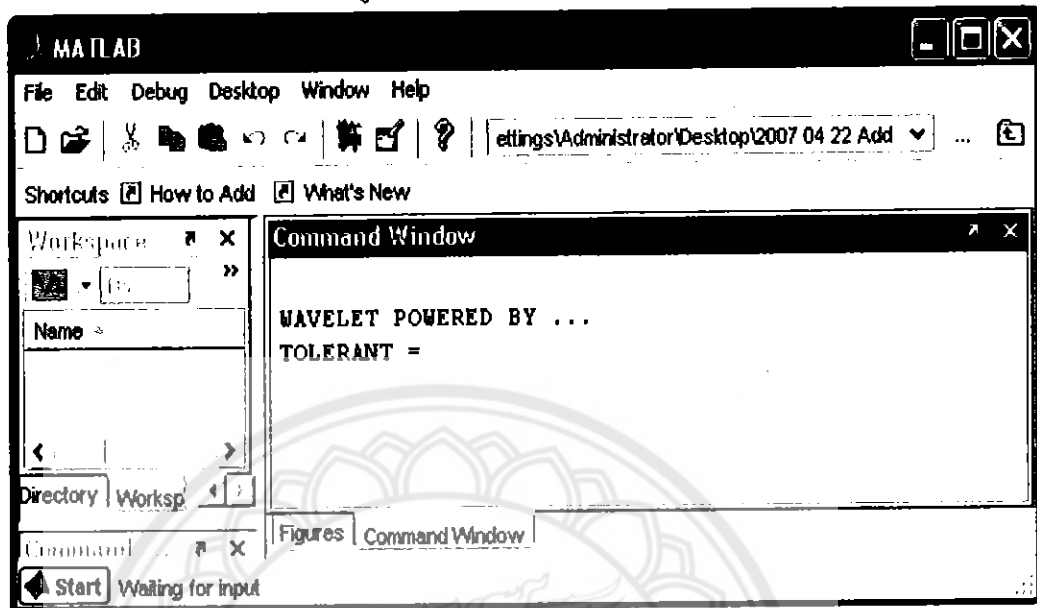 MATLAB
File Edit Debug Desktop Window Help
ettings\Administrator\Desktop\2007 04 22 Add ...
Shortcuts How to Add What's New
Workspace
Command Window
Name
WAVELET POWERED BY ...
TOLERANT =
Directory Worksp
Figures Command Window
Command
Start Waiting for input